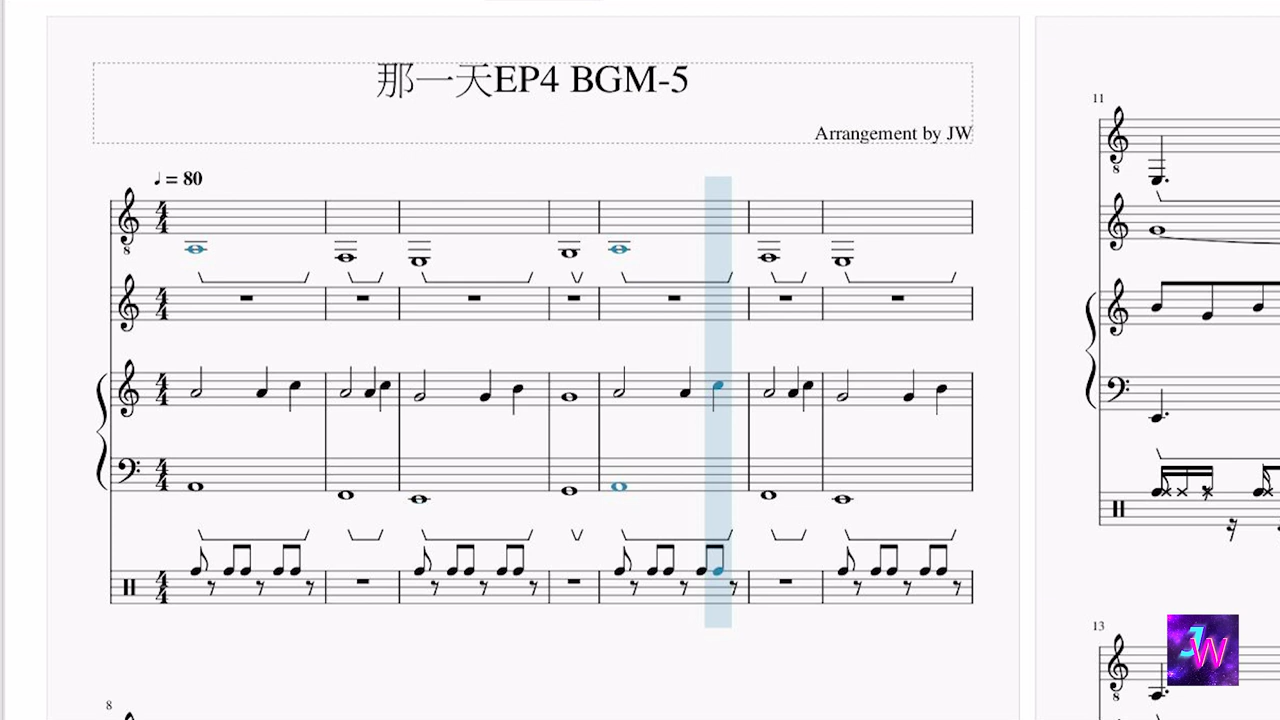 那一天EP4 BGM-5
Arrangement by JW
♩ = 80
8
11
13
JW